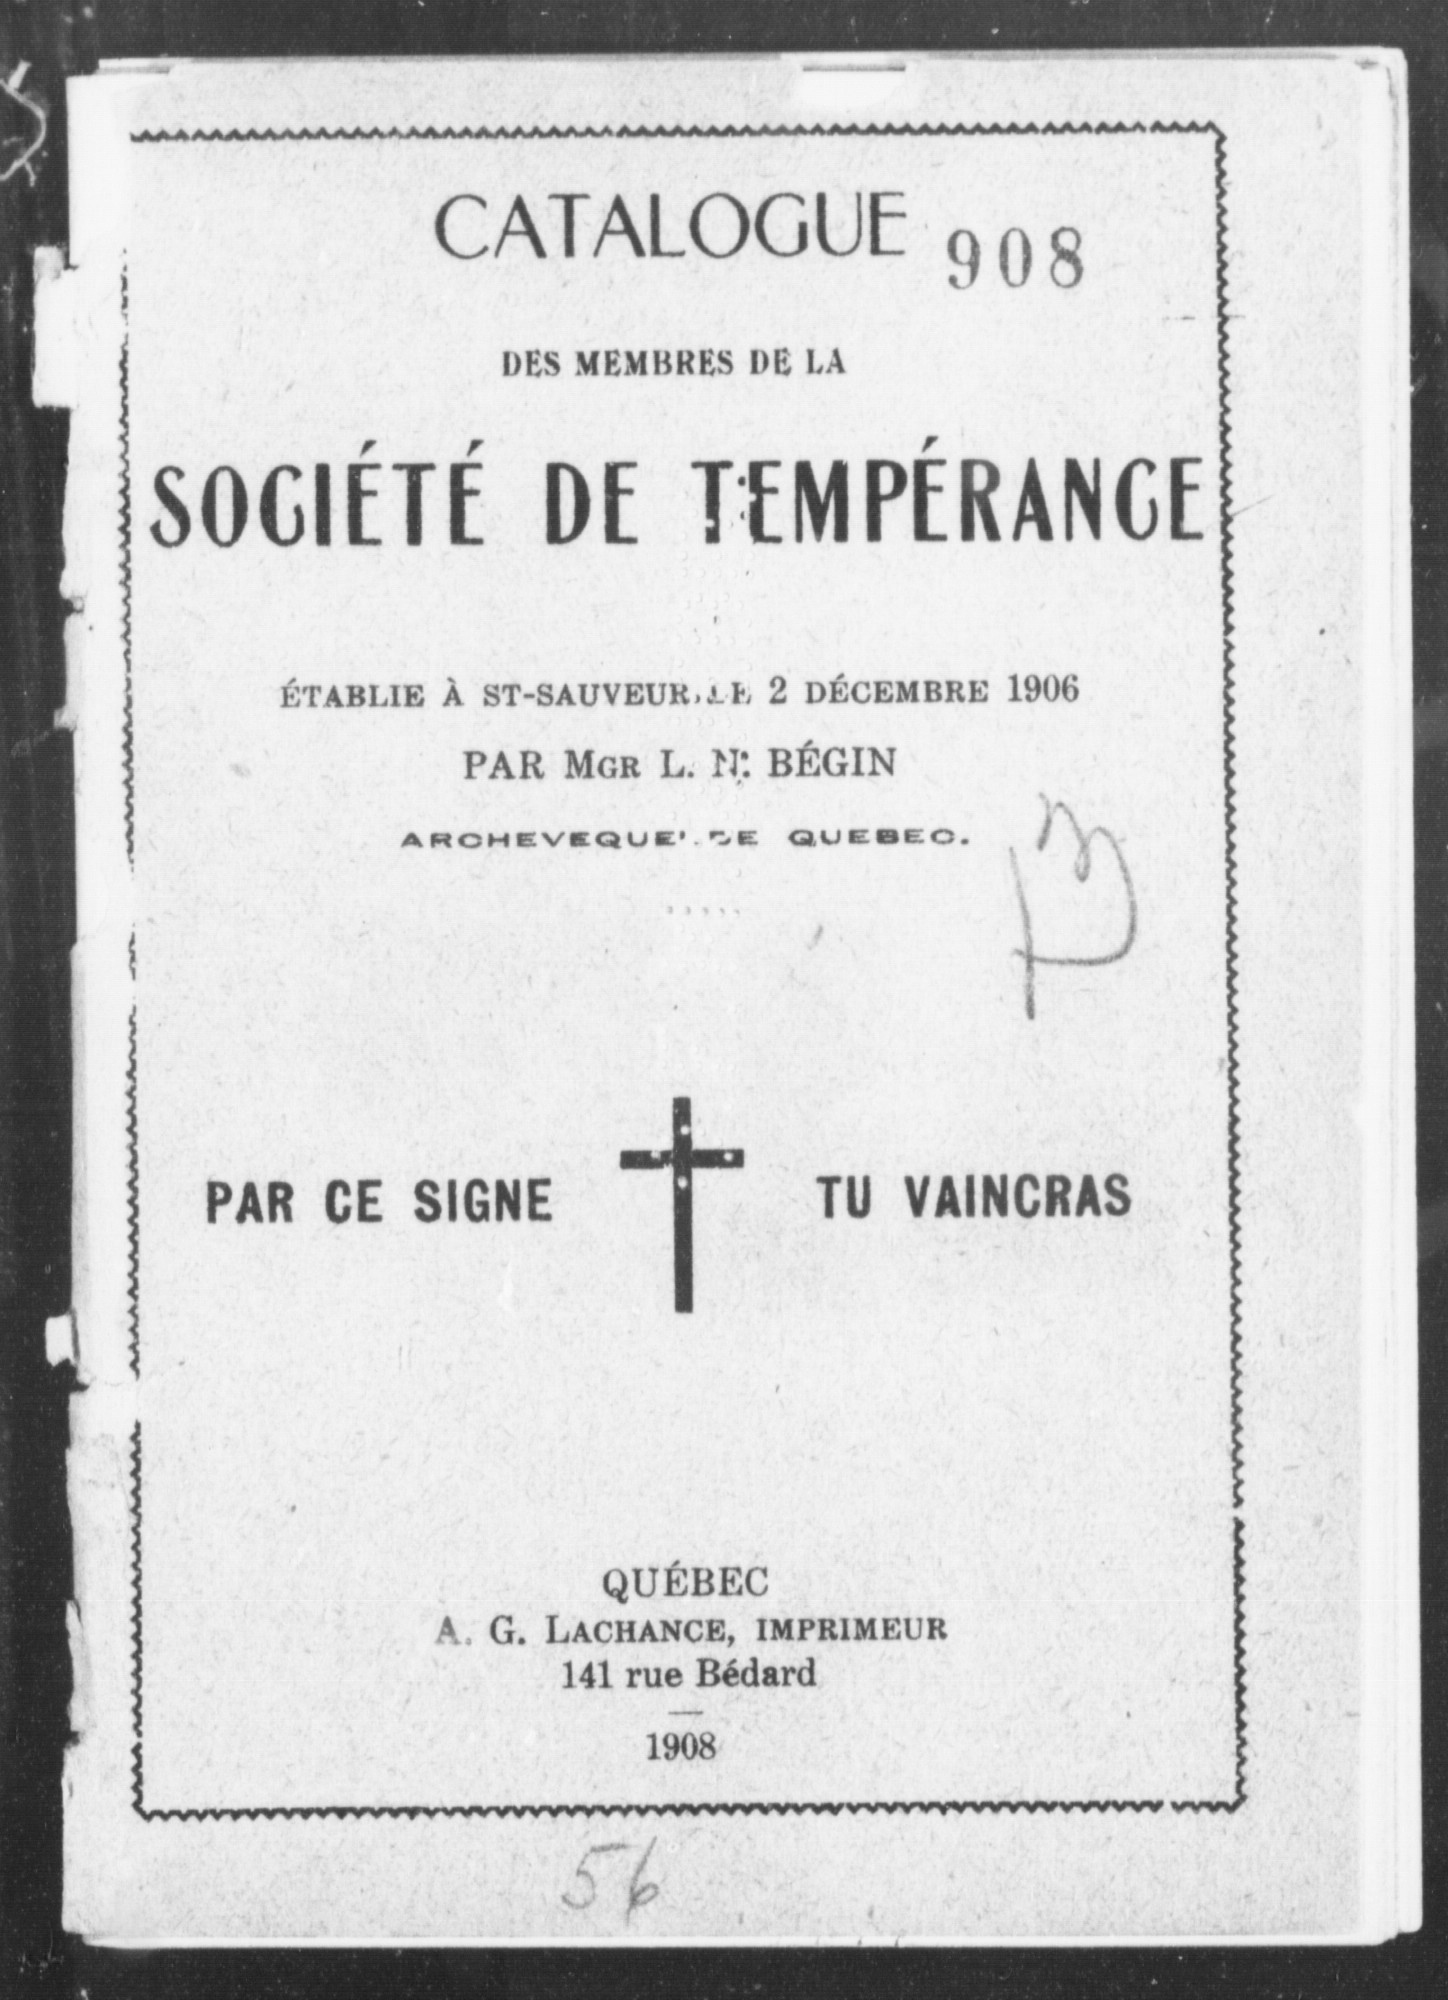 CATALOGUE 908
DES MEMBRES DE LA
SOCIÉTÉ DE TEMPÉRANCE
ÉTABLIE À ST-SAUVEUR, LE 2 DÉCEMBRE 1906
PAR MGR L. N. BÉGIN
ARCHEVEQUE DE QUEBEC.
PAR CE SIGNE TU VAINCRAS
QUÉBEC
A. G. LACHANCE, IMPRIMEUR
141 rue Bédard
1908
56